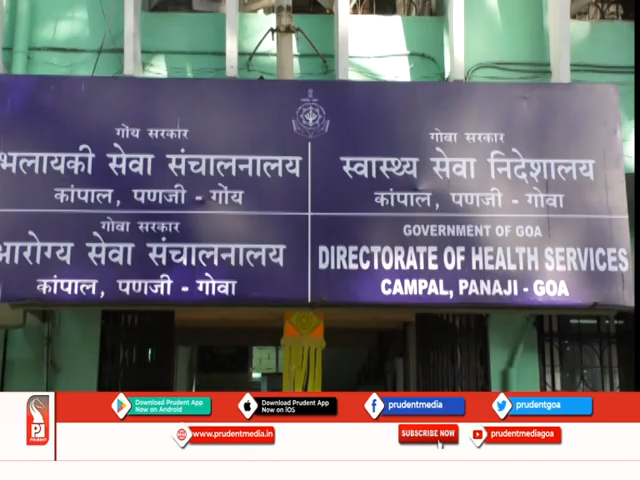 गोंय सरकार
भलायकी सेवा संचालनालय
कांपाल, पणजी - गोंय
गोवा सरकार
स्वास्थ्य सेवा निदेशालय
कांपाल, पणजी - गोवा
गोवा सरकार
आरोग्य सेवा संचालनालय
कांपाल, पणजी - गोवा
GOVERNMENT OF GOA
DIRECTORATE OF HEALTH SERVICES
CAMPAL, PANAJI - GOA
PRUDENT
Download Prudent App
Now on Android
Download Prudent App
Now on iOS
prudentmedia
prudentgoa
www.prudentmedia.in
SUBSCRIBE NOW
prudentmediagoa